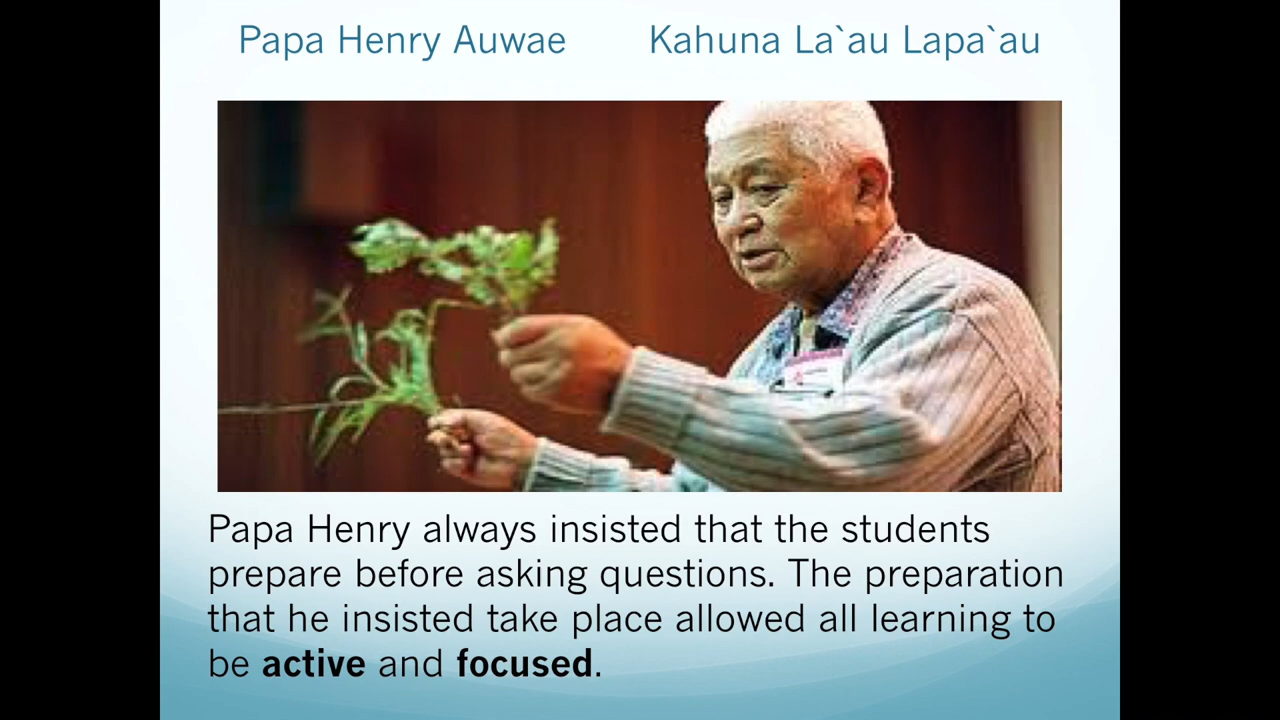 Papa Henry Auwae Kahuna La`au Lapa`au
Papa Henry always insisted that the students
prepare before asking questions. The preparation
that he insisted take place allowed all learning to
be active and focused.